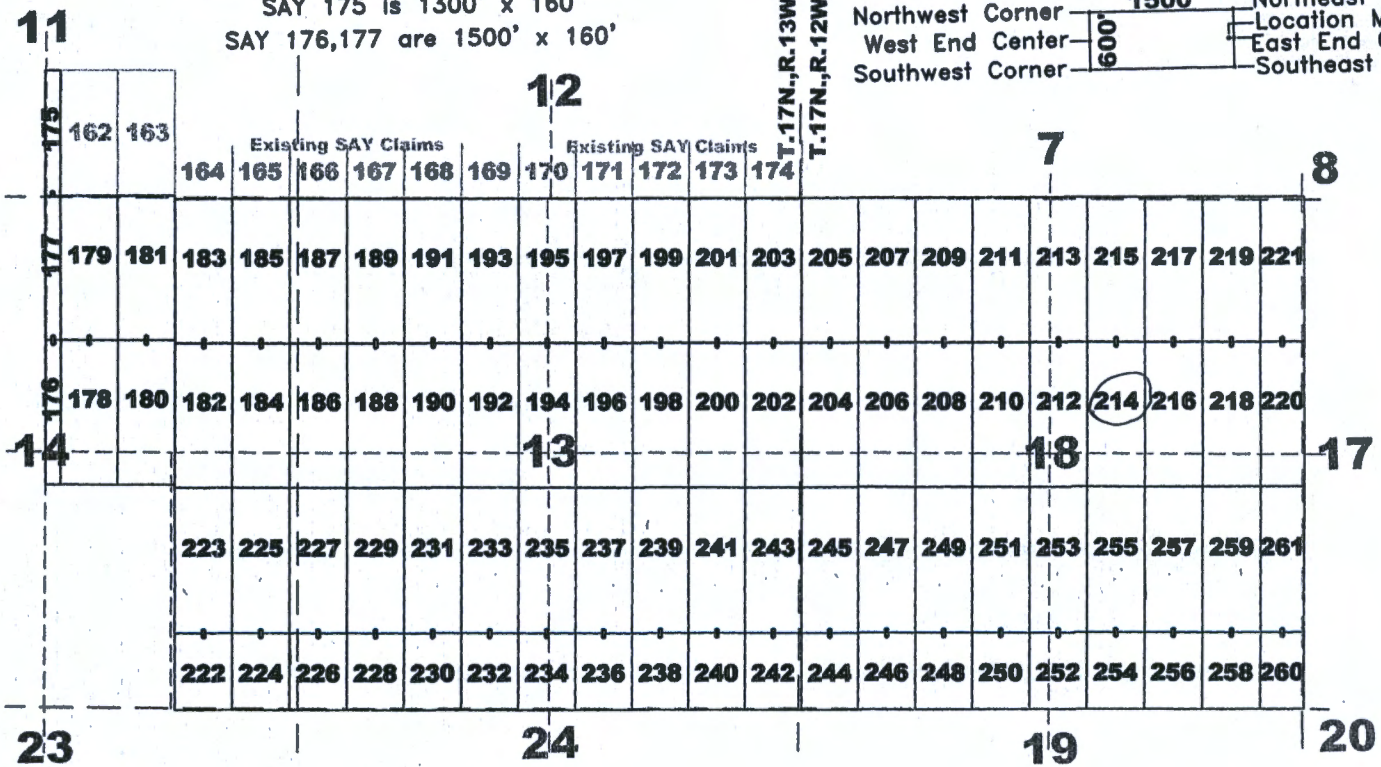 11
SAY 175 is 1300' x 160'
SAY 176,177 are 1500' x 160'
12
T.17N.,R.13W
T.17N.,R.12W
1500'
600'
Northwest Corner
West End Center
Southwest Corner
Location
East End
Southeast
7
8
175 162 163
Existing SAY Claims Existing SAY Claims
164 165 166 167 168 169 170 171 172 173 174
177 179 181 183 185 187 189 191 193 195 197 199 201 203 205 207 209 211 213 215 217 219 221
176 178 180 182 184 186 188 190 192 194 196 198 200 202 204 206 208 210 212 214 216 218 220
14 13 18 17
223 225 227 229 231 233 235 237 239 241 243 245 247 249 251 253 255 257 259 261
222 224 226 228 230 232 234 236 238 240 242 244 246 248 250 252 254 256 258 260
23 24 19 20